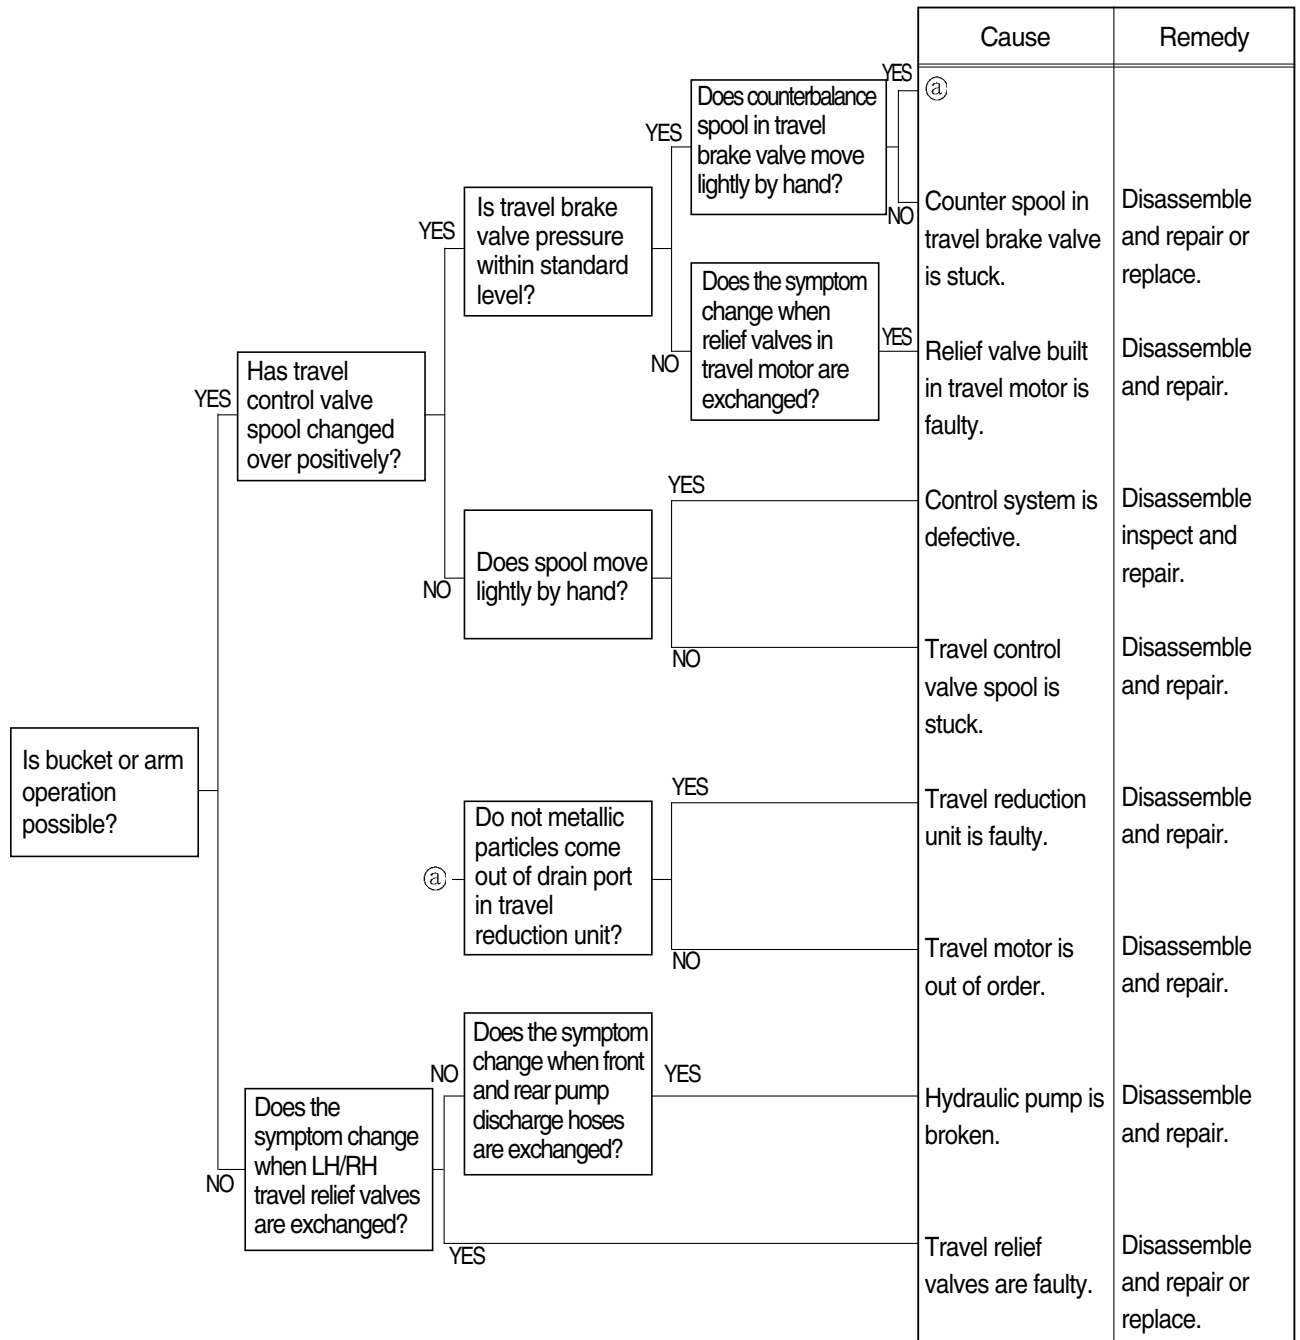 Cause
Remedy
YES
ⓐ
Does counterbalance
spool in travel
brake valve move
lightly by hand?
YES
NO
Counter spool in
travel brake valve
is stuck.
Disassemble
and repair or
replace.
Is travel brake
valve pressure
within standard
level?
YES
Does the symptom
change when
relief valves in
travel motor are
exchanged?
NO
YES
Relief valve built
in travel motor is
faulty.
Disassemble
and repair.
Has travel
control valve
spool changed
over positively?
YES
Does spool move
lightly by hand?
NO
YES
Control system is
defective.
Disassemble
inspect and
repair.
NO
Travel control
valve spool is
stuck.
Disassemble
and repair.
Is bucket or arm
operation
possible?
ⓐ
Do not metallic
particles come
out of drain port
in travel
reduction unit?
YES
Travel reduction
unit is faulty.
Disassemble
and repair.
NO
Travel motor is
out of order.
Disassemble
and repair.
NO
Does the
symptom change
when LH/RH
travel relief valves
are exchanged?
NO
Does the symptom
change when front
and rear pump
discharge hoses
are exchanged?
YES
Hydraulic pump is
broken.
Disassemble
and repair.
YES
Travel relief
valves are faulty.
Disassemble
and repair or
replace.